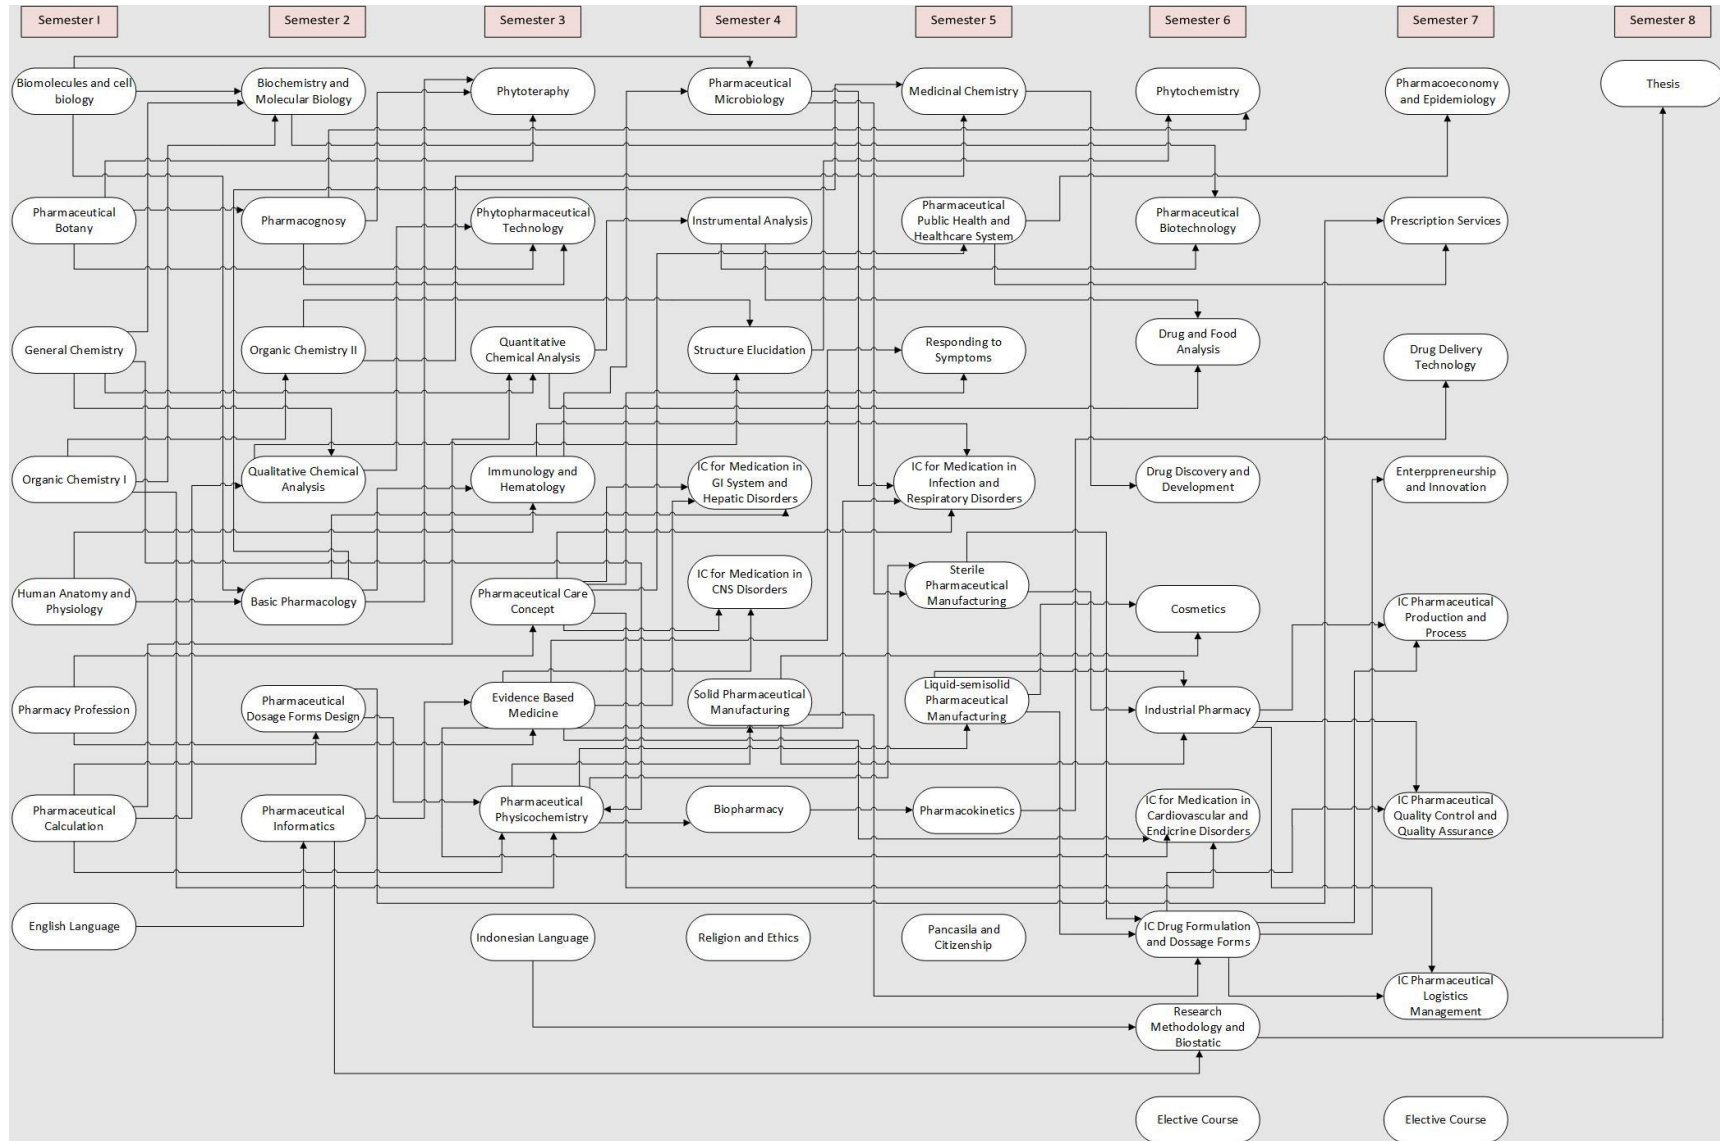 Semester I
Semester 2
Semester 3
Semester 4
Semester 5
Semester 6
Semester 7
Semester 8
Biomolecules and cell
biology
Biochemistry and
Molecular Biology
Phytoteraphy
Pharmaceutical
Microbiology
Medicinal Chemistry
Phytochemistry
Pharmacoeconomy
and Epidemiology
Thesis
Pharmaceutical
Botany
Pharmacognosy
Phytopharmaceutical
Technology
Instrumental Analysis
Pharmaceutical
Public Health and
Healthcare System
Pharmaceutical
Biotechnology
Prescription Services
General Chemistry
Organic Chemistry II
Quantitative
Chemical Analysis
Structure Elucidation
Responding to
Symptoms
Drug and Food
Analysis
Drug Delivery
Technology
Organic Chemistry I
Qualitative Chemical
Analysis
Immunology and
Hematology
IC for Medication in
GI System and
Hepatic Disorders
IC for Medication in
Infection and
Respiratory Disorders
Drug Discovery and
Development
Enterppreneurship
and Innovation
Human Anatomy and
Physiology
Basic Pharmacology
Pharmaceutical Care
Concept
IC for Medication in
CNS Disorders
Sterile
Pharmaceutical
Manufacturing
Cosmetics
IC Pharmaceutical
Production and
Process
Pharmacy Profession
Pharmaceutical
Dosage Forms Design
Evidence Based
Medicine
Solid Pharmaceutical
Manufacturing
Liquid-semisolid
Pharmaceutical
Manufacturing
Industrial Pharmacy
Pharmaceutical
Calculation
Pharmaceutical
Informatics
Pharmaceutical
Physicochemistry
Biopharmacy
Pharmacokinetics
IC for Medication in
Cardiovascular and
Endicrine Disorders
IC Pharmaceutical
Quality Control and
Quality Assurance
English Language
Indonesian Language
Religion and Ethics
Pancasila and
Citizenship
IC Drug Formulation
and Dossage Forms
IC Pharmaceutical
Logistics
Management
Research
Methodology and
Biostatic
Elective Course
Elective Course